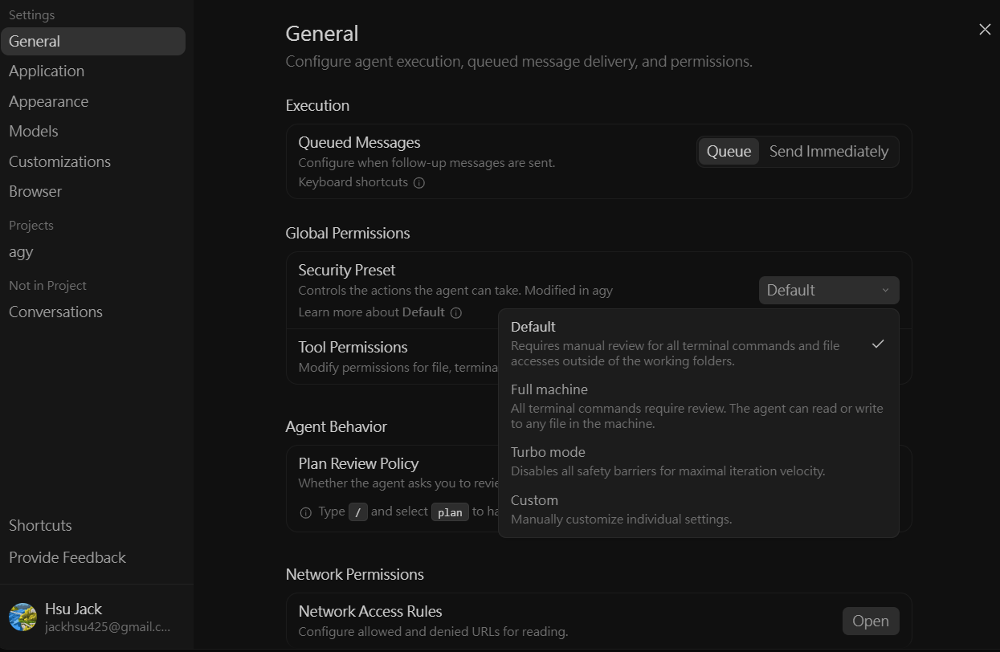 Settings
General
Application
Appearance
Models
Customizations
Browser
Projects
agy
Not in Project
Conversations
Shortcuts
Provide Feedback
Hsu Jack
jackhsu425@gmail.c...
General
Configure agent execution, queued message delivery, and permissions.
Execution
Queued Messages
Configure when follow-up messages are sent.
Keyboard shortcuts
Queue Send Immediately
Global Permissions
Security Preset
Controls the actions the agent can take. Modified in agy
Learn more about Default
Default
Default
Requires manual review for all terminal commands and file
accesses outside of the working folders.
Full machine
All terminal commands require review. The agent can read or write
to any file in the machine.
Turbo mode
Disables all safety barriers for maximal iteration velocity.
Custom
Manually customize individual settings.
Tool Permissions
Modify permissions for file, termina
Agent Behavior
Plan Review Policy
Whether the agent asks you to revie
Type / and select plan to ha
Network Permissions
Network Access Rules
Configure allowed and denied URLs for reading.
Open